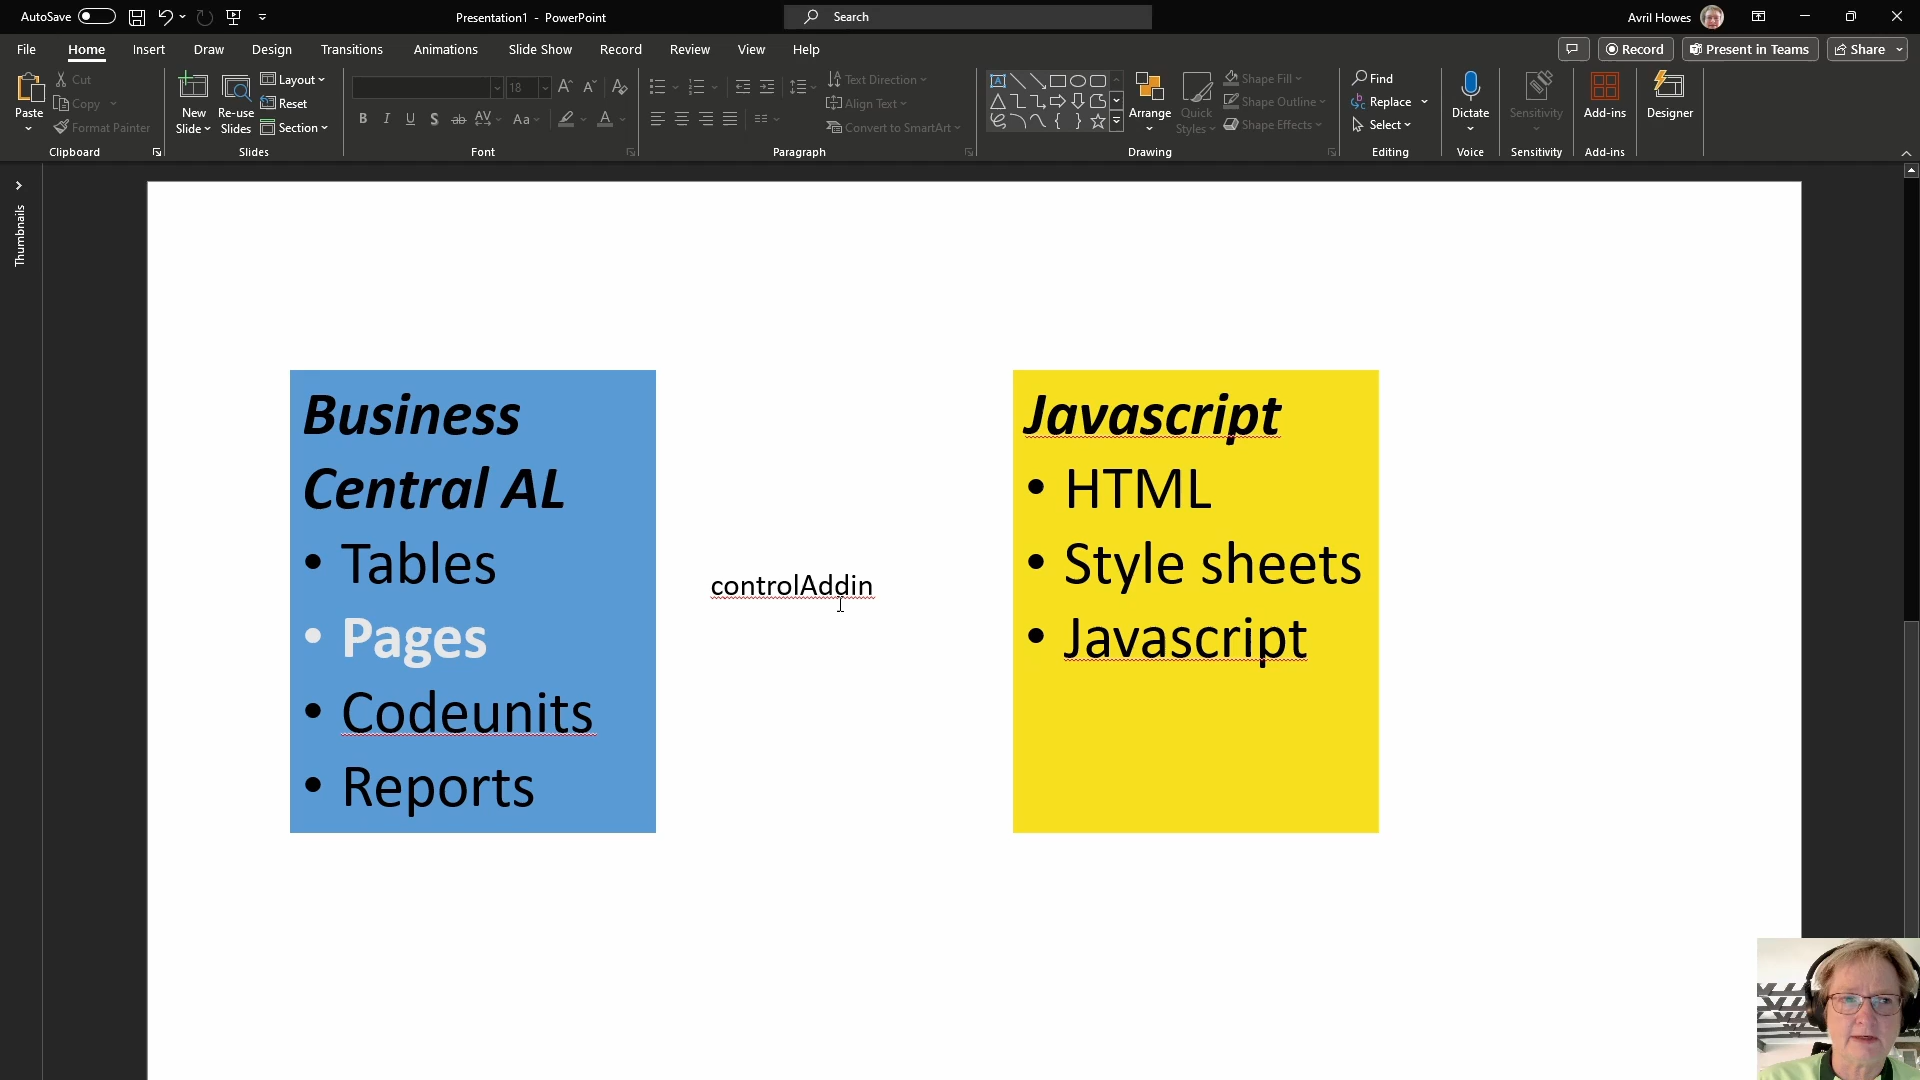 AutoSave
Presentation1 - PowerPoint
Search
Avril Howes
File
Home
Insert
Draw
Design
Transitions
Animations
Slide Show
Record
Review
View
Help
Record
Present in Teams
Share
Paste
Cut
Copy
Format Painter
Clipboard
New
Slide
Re-use
Slides
Layout
Reset
Section
Slides
18
B I U S ab AV Aa A
Font
Text Direction
Align Text
Convert to SmartArt
Paragraph
Arrange
Quick
Styles
Shape Fill
Shape Outline
Shape Effects
Drawing
Find
Replace
Select
Editing
Dictate
Voice
Sensitivity
Sensitivity
Add-ins
Add-ins
Designer
Thumbnails
Business
Central AL
• Tables
• Pages
• Codeunits
• Reports
controlAddin
Javascript
• HTML
• Style sheets
• Javascript